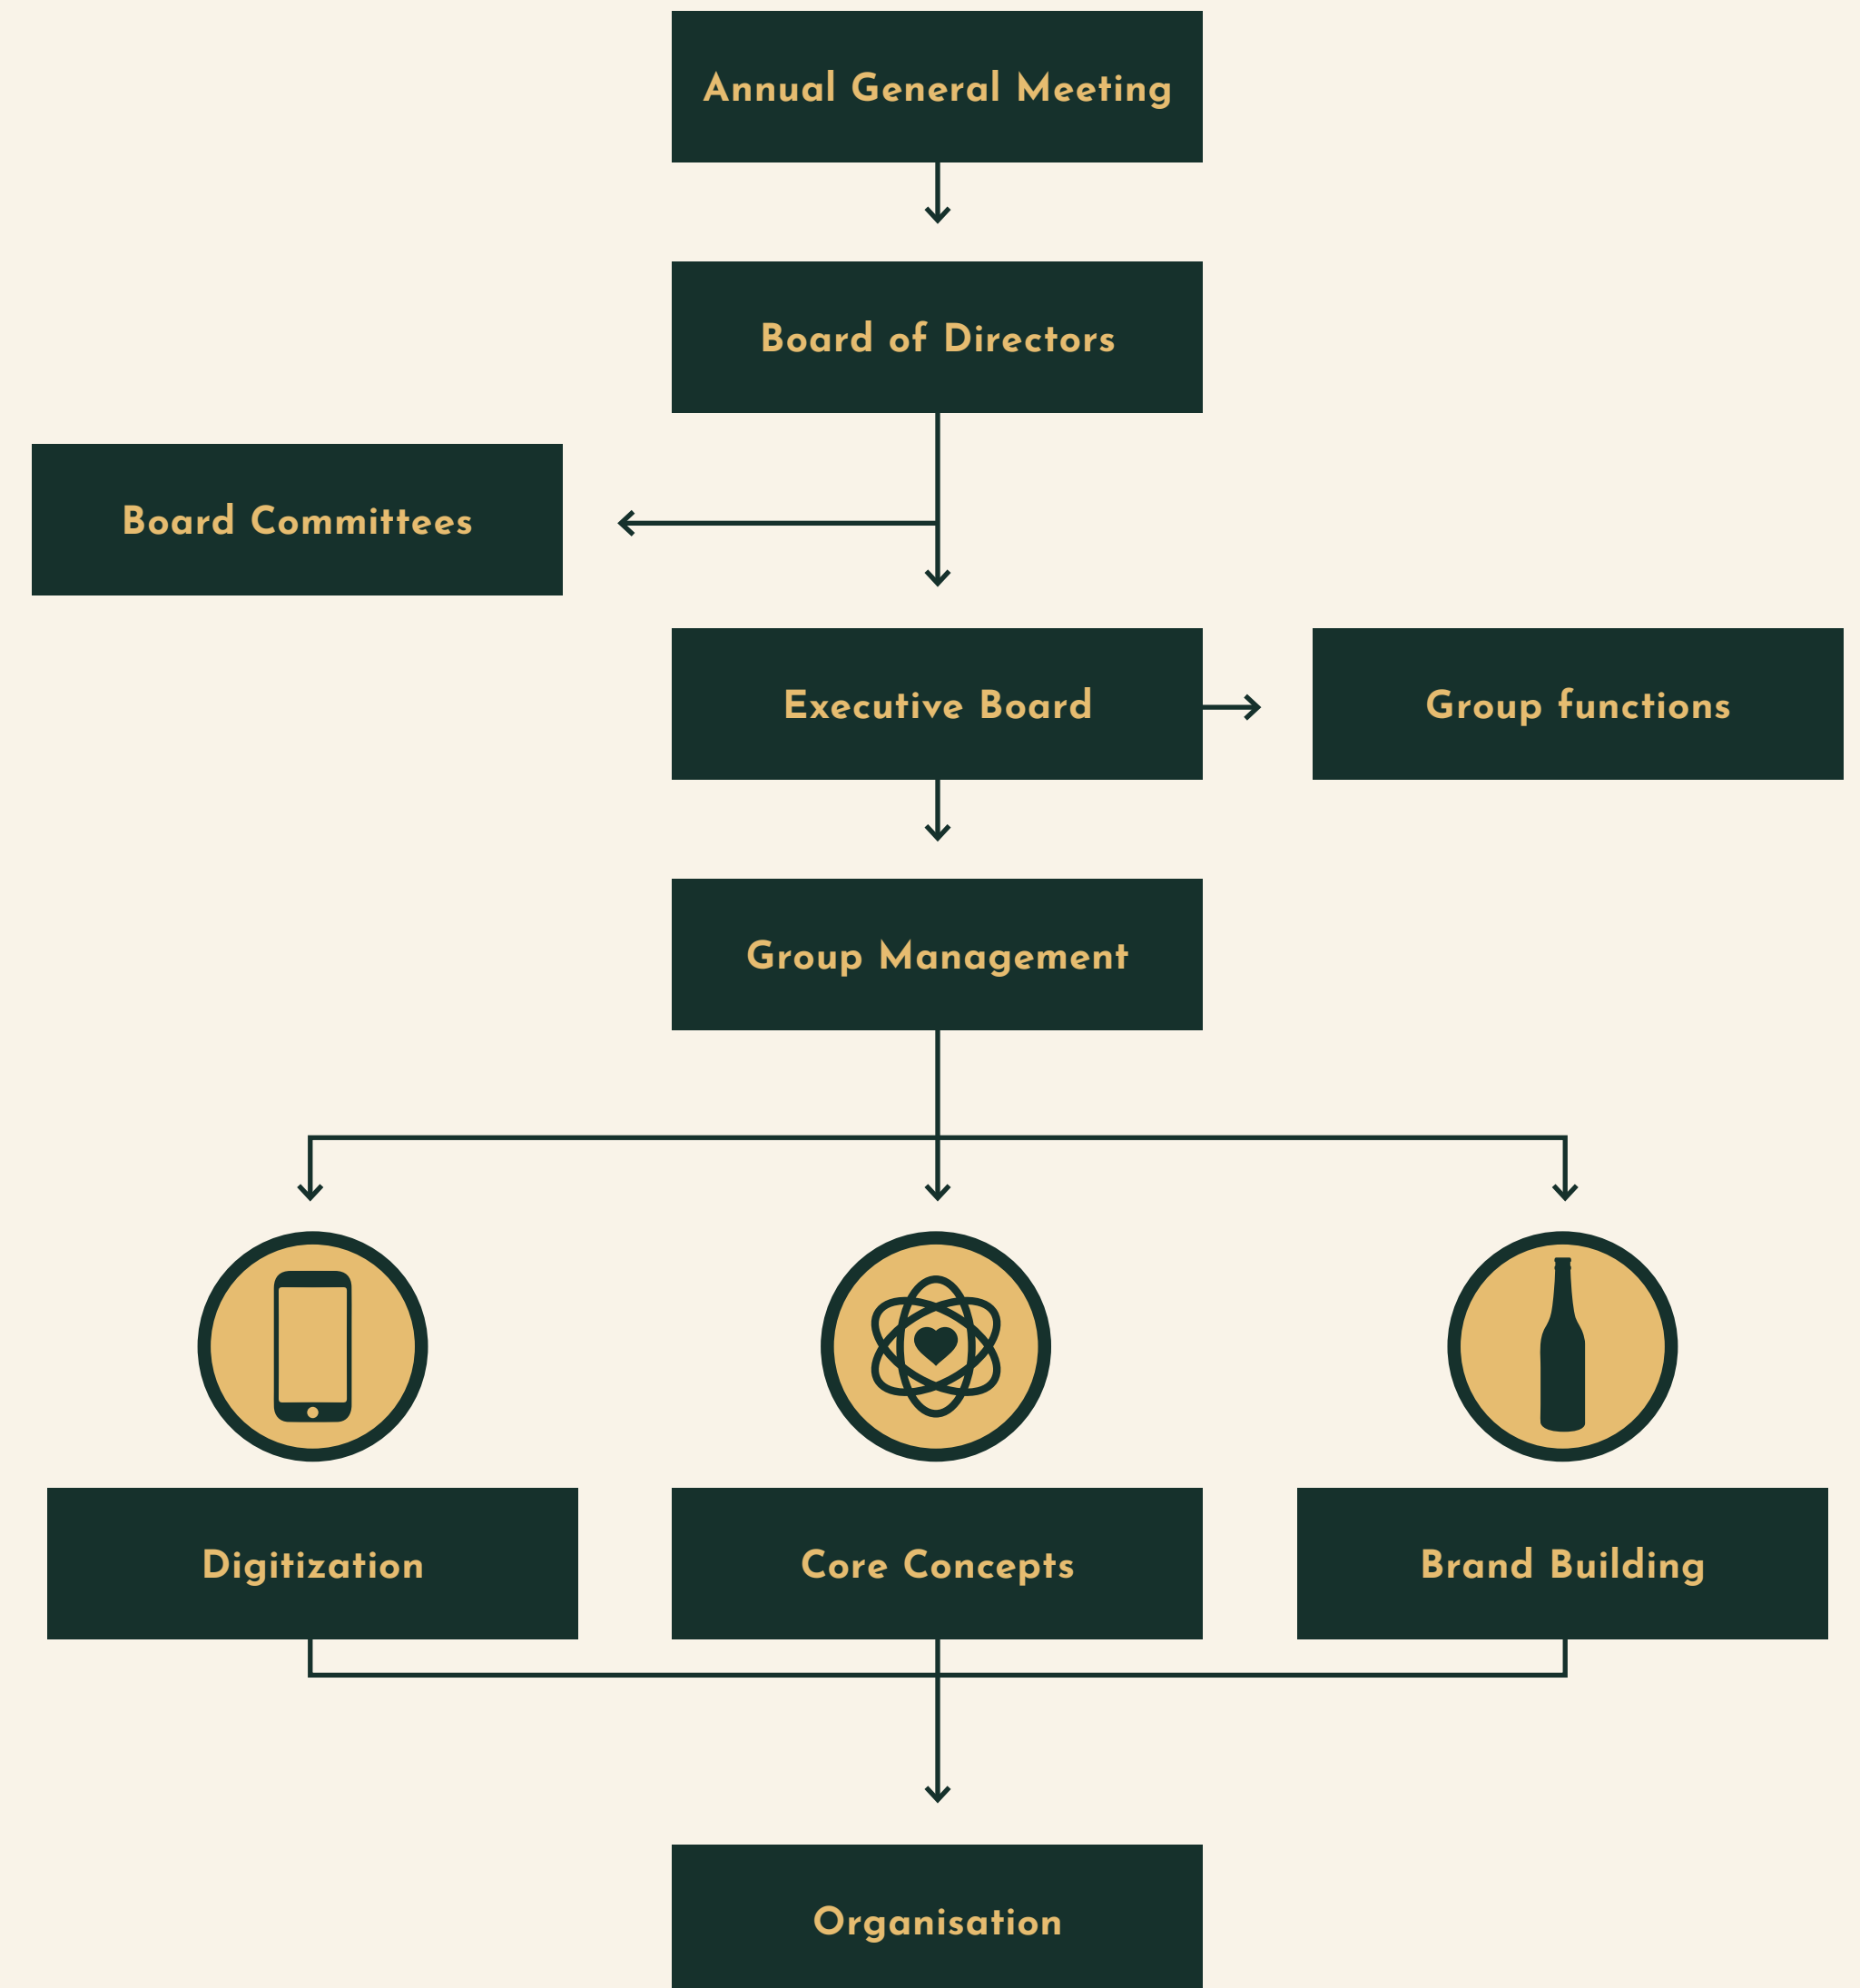 Annual General Meeting
Board of Directors
Board Committees
Executive Board
Group functions
Group Management
Digitization
Core Concepts
Brand Building
Organisation